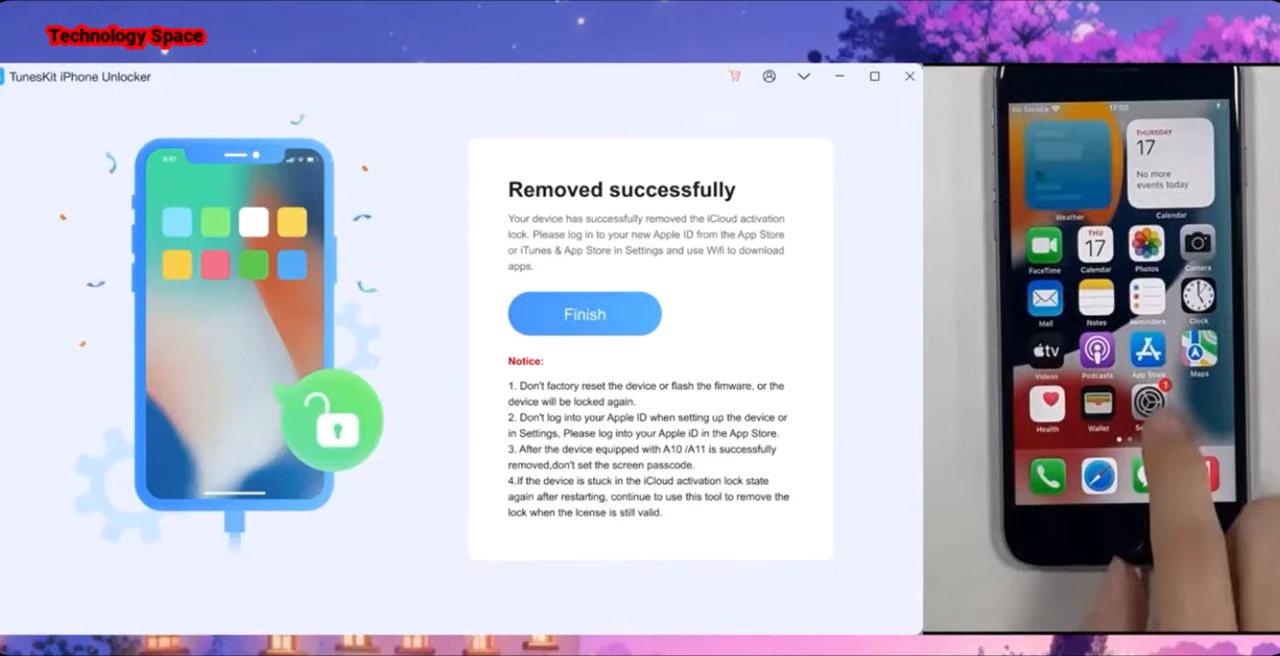 Technology Space
TunesKit iPhone Unlocker
Removed successfully
Your device has successfully removed the iCloud activation
lock. Please log in to your new Apple ID from the App Store
or iTunes & App Store in Settings and use Wifi to download
apps.
Finish
Notice:
1. Don't factory reset the device or flash the fimware, or the
device will be locked again.
2. Don't log into your Apple ID when setting up the device or
in Settings, Please log into your Apple iD in the App Store.
3. After the device equipped with A10 /A11 is successfully
removed,don't set the screen passcode.
4.If the device is stuck in the iCloud activation lock state
again after restarting, continue to use this tool to remove the
lock when the lcense is still valid.
No Service
THURSDAY
17
No more
events today
Weather
Calendar
THU
17
FaceTime
Calendar
Photos
Camera
Mail
Notes
Reminders
Clock
tv
Videos
Podcasts
App Store
Maps
1
Health
Wallet